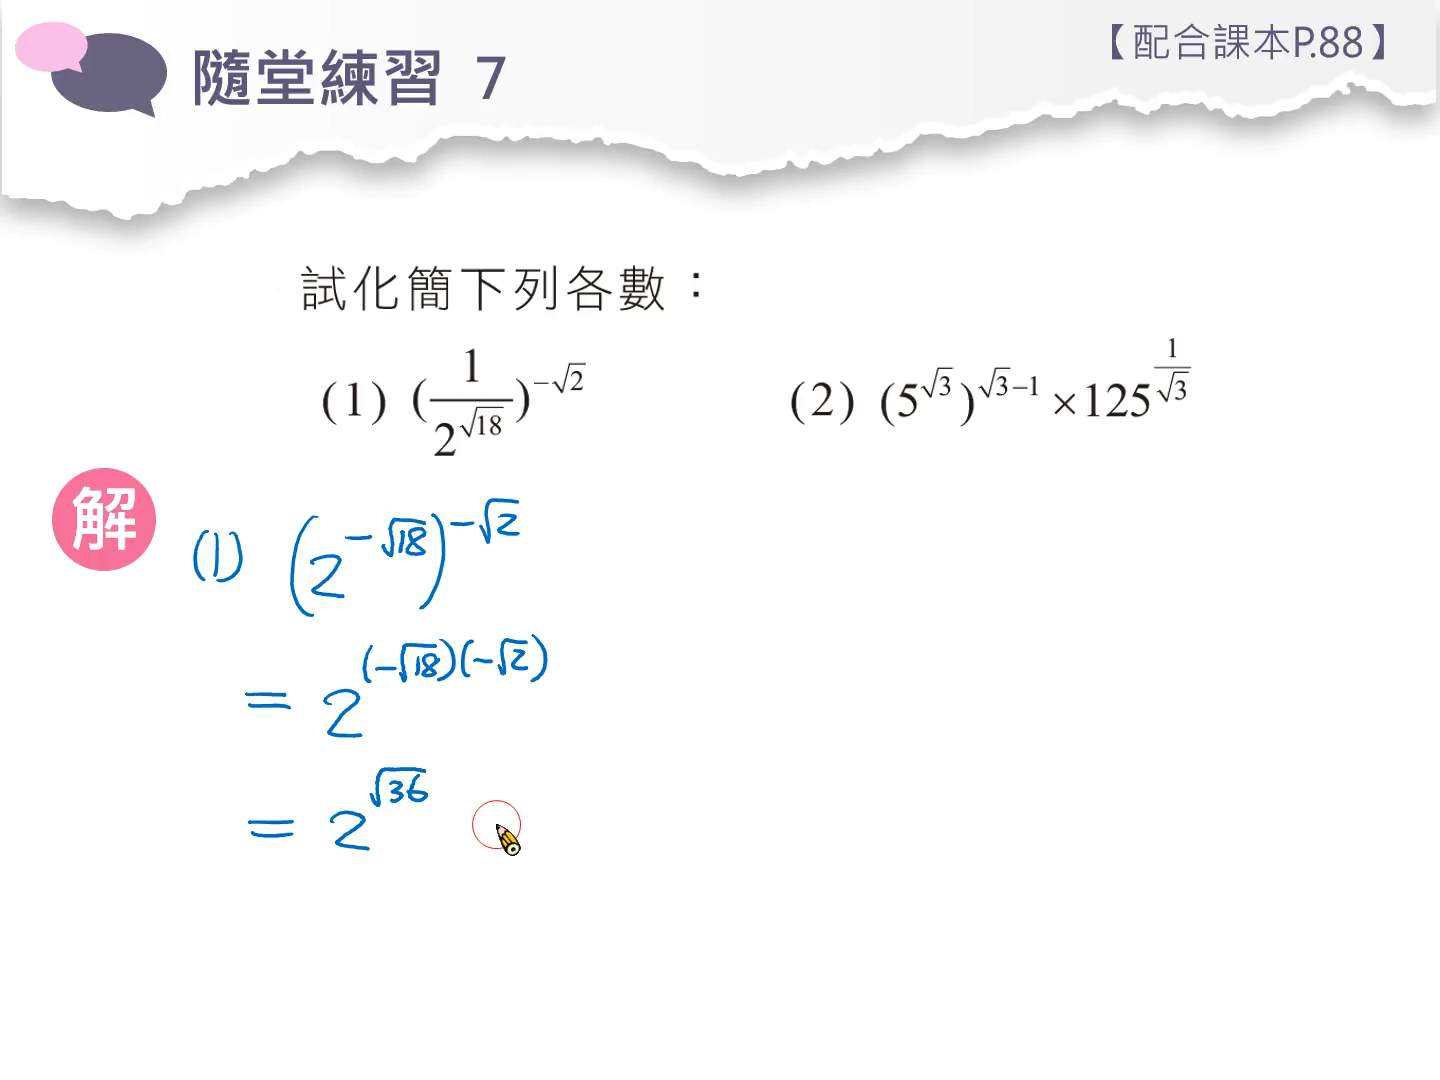 隨堂練習 7
【配合課本P.88】
試化簡下列各數：
(1) (1/2^√18)^−√2
(2) (5^√3)^√3−1 ×125^1/√3
解
(1) (2^−√18)^−√2
= 2^(−√18)(−√2)
= 2^√36